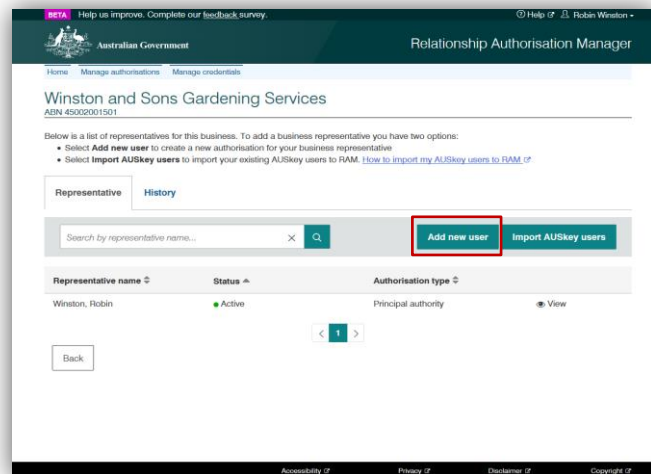 BETA Help us improve. Complete our feedback survey. Help Robin Winston
Australian Government Relationship Authorisation Manager
Home Manage authorisations Manage credentials
Winston and Sons Gardening Services
ABN 45002001501
Below is a list of representatives for this business. To add a business representative you have two options:
• Select Add new user to create a new authorisation for your business representative
• Select Import AUSkey users to import your existing AUSkey users to RAM. How to import my AUSkey users to RAM
Representative History
Search by representative name... Add new user Import AUSkey users
Representative name Status Authorisation type
Winston, Robin Active Principal authority View
< 1 >
Back
Accessibility Privacy Disclaimer Copyright